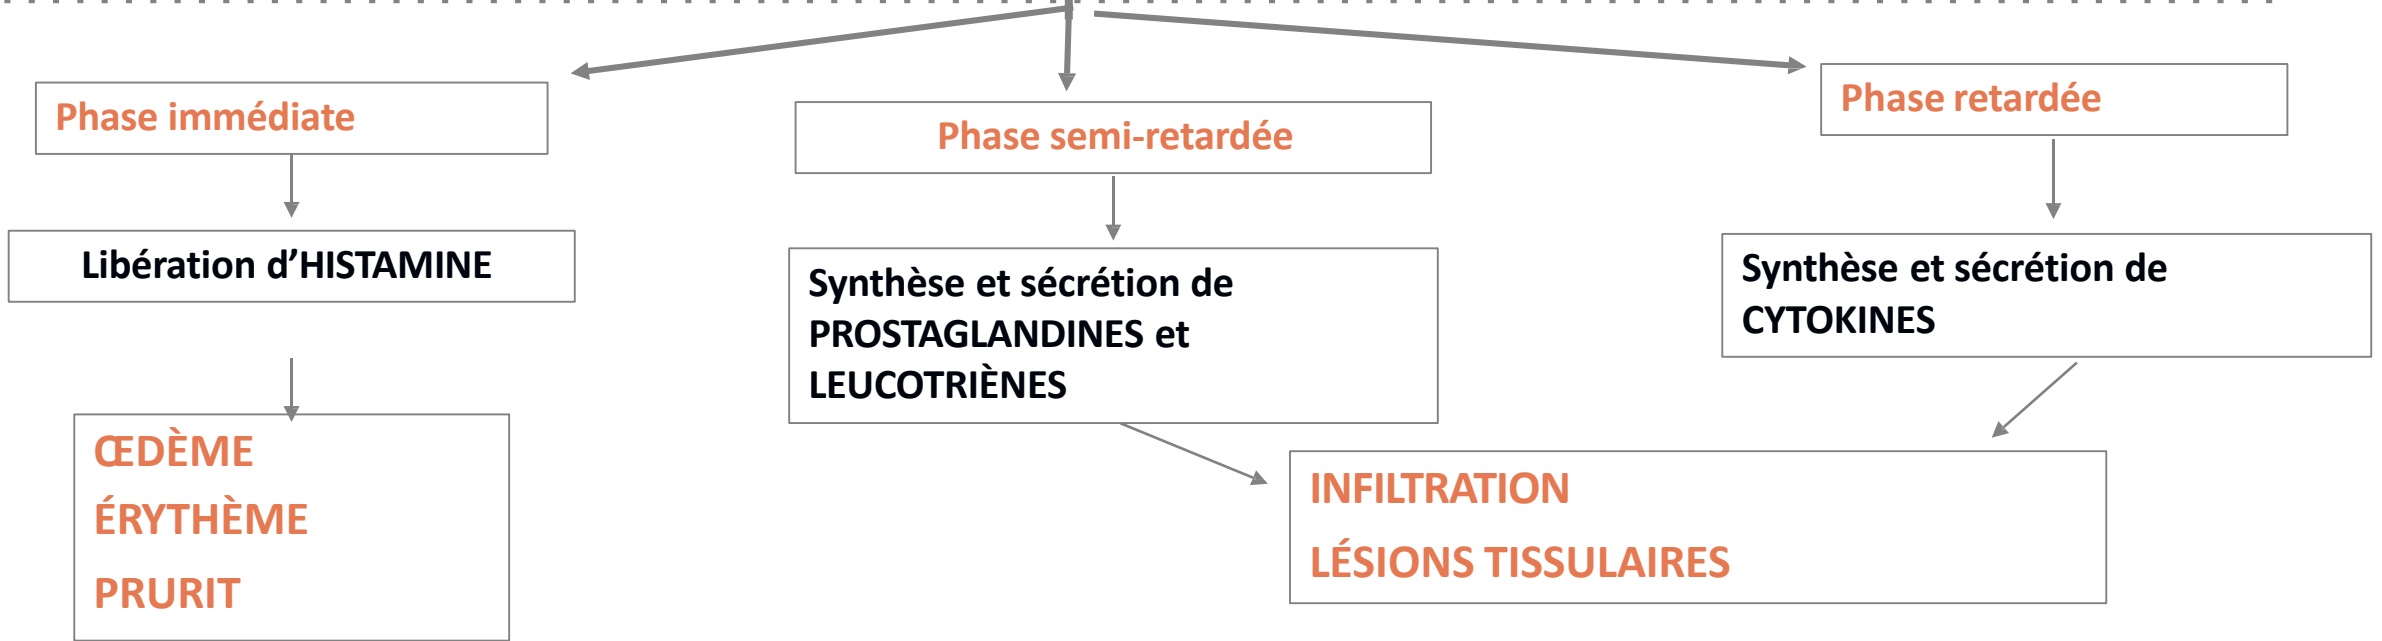 Phase immédiate
Phase semi-retardée
Phase retardée
Libération d’HISTAMINE
Synthèse et sécrétion de
PROSTAGLANDINES et
LEUCOTRIÈNES
Synthèse et sécrétion de
CYTOKINES
ŒDÈME
ÉRYTHÈME
PRURIT
INFILTRATION
LÉSIONS TISSULAIRES